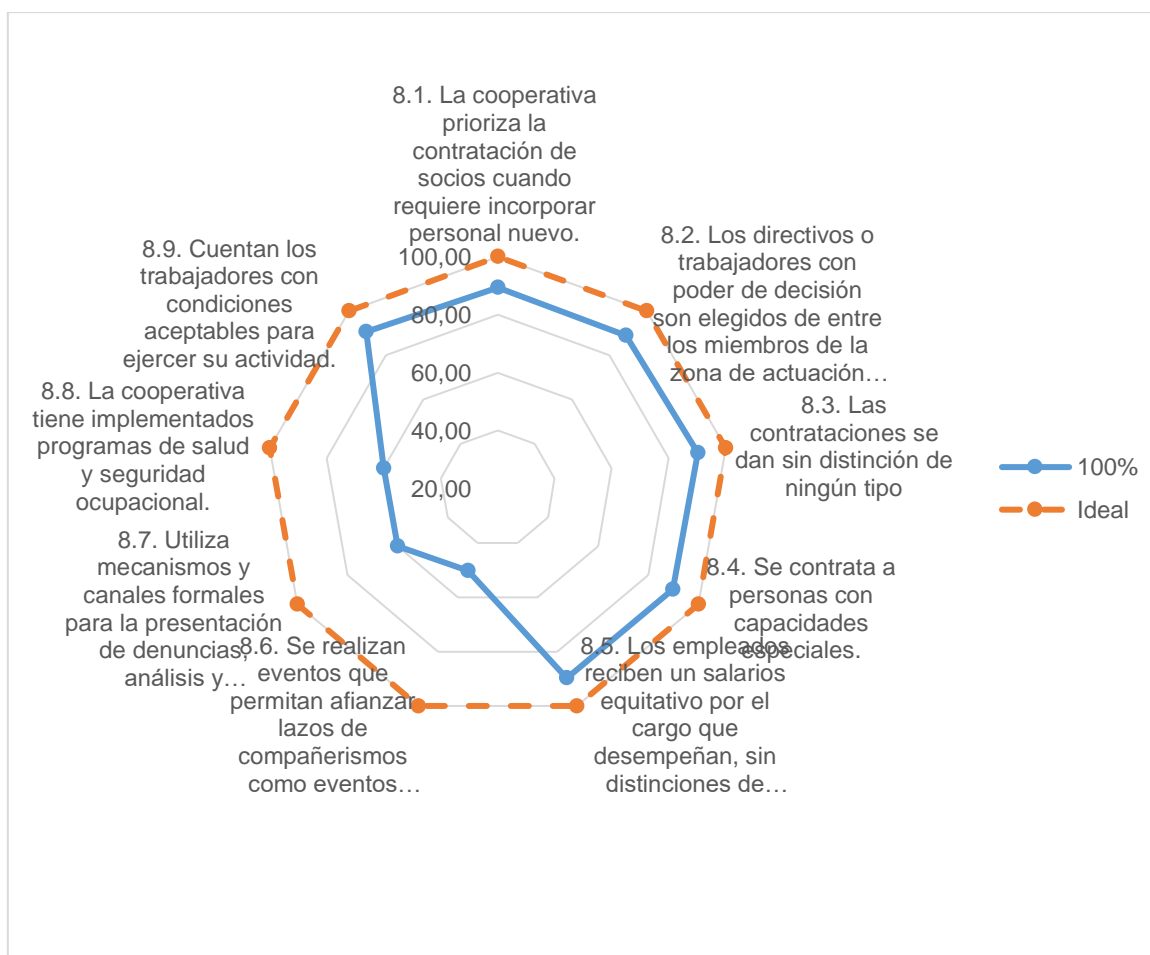 8.1. La cooperativa
prioriza la
contratación de
socios cuando
requiere incorporar
personal nuevo.
8.2. Los directivos o
trabajadores con
poder de decisión
son elegidos de entre
los miembros de la
zona de actuación…
8.3. Las
contrataciones se
dan sin distinción de
ningún tipo
8.4. Se contrata a
personas con
capacidades
especiales.
8.5. Los empleados
reciben un salarios
equitativo por el
cargo que
desempeñan, sin
distinciones de…
8.6. Se realizan
eventos que
permitan afianzar
lazos de
compañerismos
como eventos…
8.7. Utiliza
mecanismos y
canales formales
para la presentación
de denuncias,
análisis y…
8.8. La cooperativa
tiene implementados
programas de salud
y seguridad
ocupacional.
8.9. Cuentan los
trabajadores con
condiciones
aceptables para
ejercer su actividad.
100,00
80,00
60,00
40,00
20,00
100%
Ideal